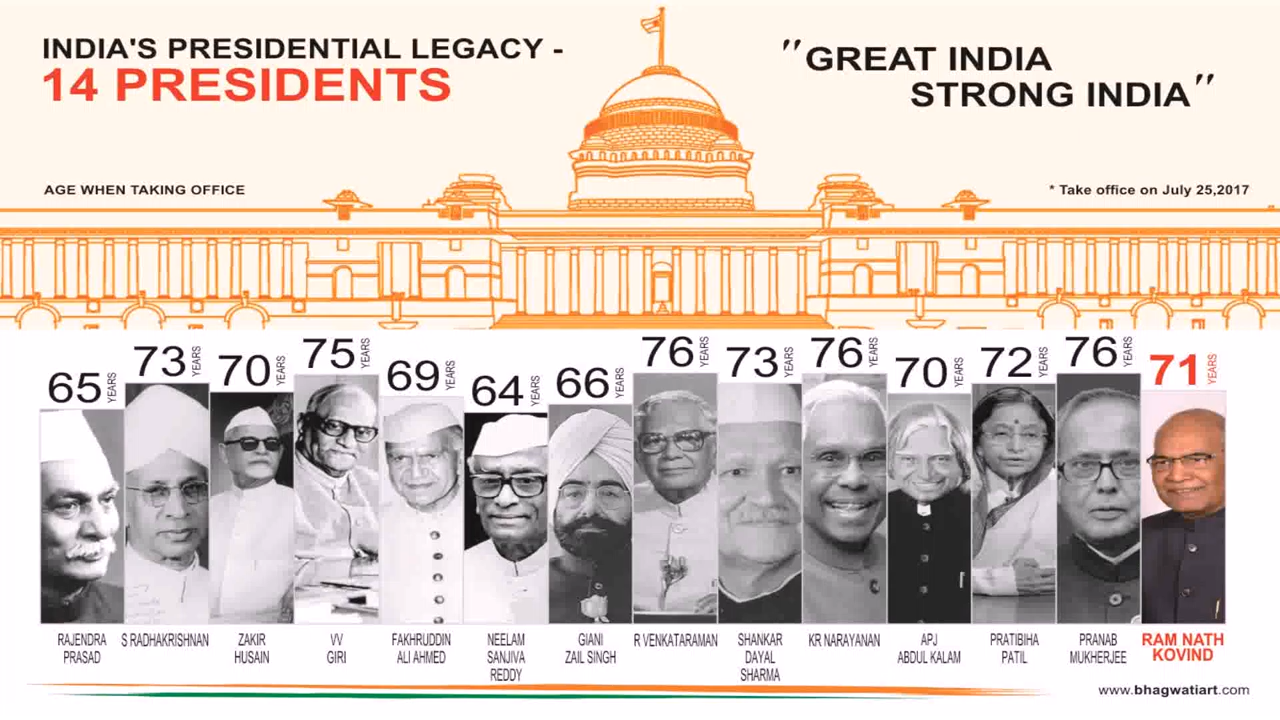 INDIA'S PRESIDENTIAL LEGACY -
14 PRESIDENTS
"GREAT INDIA
STRONG INDIA"
AGE WHEN TAKING OFFICE
* Take office on July 25,2017
65 YEARS
73 YEARS
70 YEARS
75 YEARS
69 YEARS
64 YEARS
66 YEARS
76 YEARS
73 YEARS
76 YEARS
70 YEARS
72 YEARS
76 YEARS
71 YEARS
RAJENDRA
PRASAD
S RADHAKRISHNAN
ZAKIR
HUSAIN
VV
GIRI
FAKHRUDDIN
ALI AHMED
NEELAM
SANJIVA
REDDY
GIANI
ZAIL SINGH
R VENKATARAMAN
SHANKAR
DAYAL
SHARMA
KR NARAYANAN
APJ
ABDUL KALAM
PRATIBIHA
PATIL
PRANAB
MUKHERJEE
RAM NATH
KOVIND
www.bhagwatiart.com